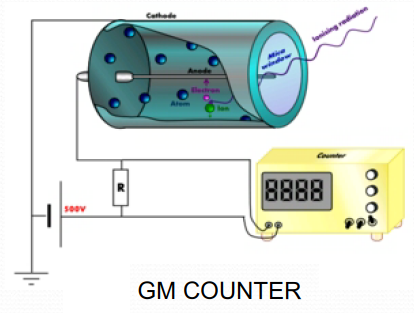 Cathode
Ionising radiation
Mica
window
Anode
Electron
Atom
Ion
Counter
8888
R
500V
GM COUNTER